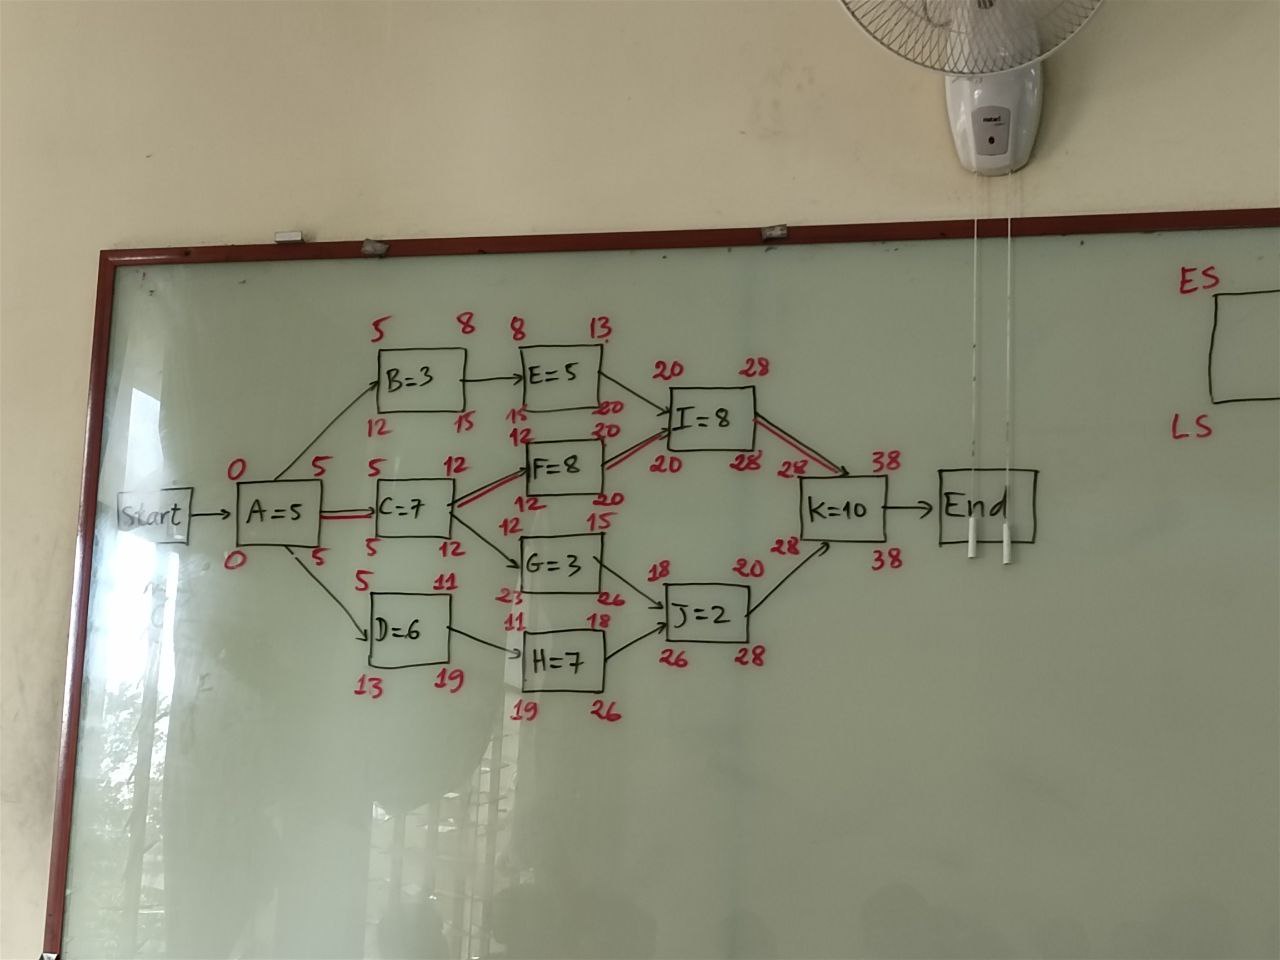 ES
5 8 8 13
B=3 E=5
12 15 15 20
20 28
I=8
20 28
12 20
F=8
12 20
0 5 5 12
Start A=5 C=7
0 5 5 12
28 38
K=10 End
28 38
12 15
G=3
23 26
18 20
J=2
26 28
5 11
D=6
13 19
11 18
H=7
19 26
LS